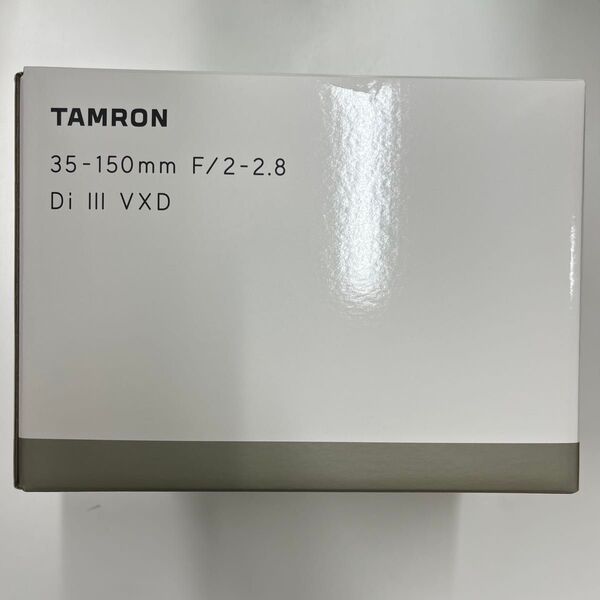 TAMRON
35-150mm F/2-2.8
Di III VXD